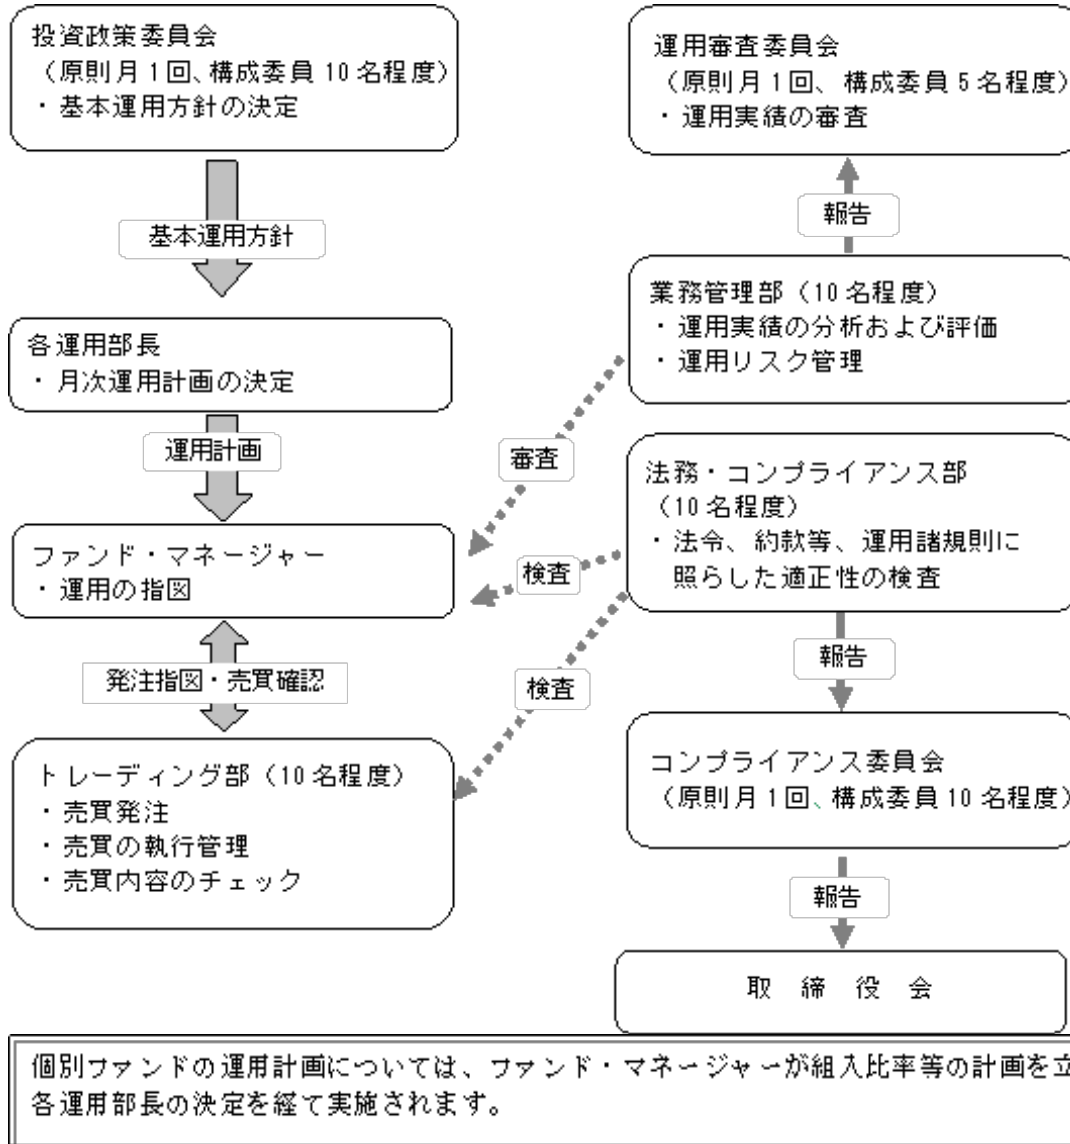 投資政策委員会
（原則月1回、構成委員10名程度）
・基本運用方針の決定
基本運用方針
各運用部長
・月次運用計画の決定
運用計画
ファンド・マネージャー
・運用の指図
発注指図・売買確認
トレーディング部（10名程度）
・売買発注
・売買の執行管理
・売買内容のチェック
運用審査委員会
（原則月1回、構成委員5名程度）
・運用実績の審査
報告
業務管理部（10名程度）
・運用実績の分析および評価
・運用リスク管理
審査
法務・コンプライアンス部
（10名程度）
・法令、約款等、運用諸規則に
照らした適正性の検査
検査
検査
報告
コンプライアンス委員会
（原則月1回、構成委員10名程度）
報告
取締役会
個別ファンドの運用計画については、ファンド・マネージャーが組入比率等の計画を立
各運用部長の決定を経て実施されます。